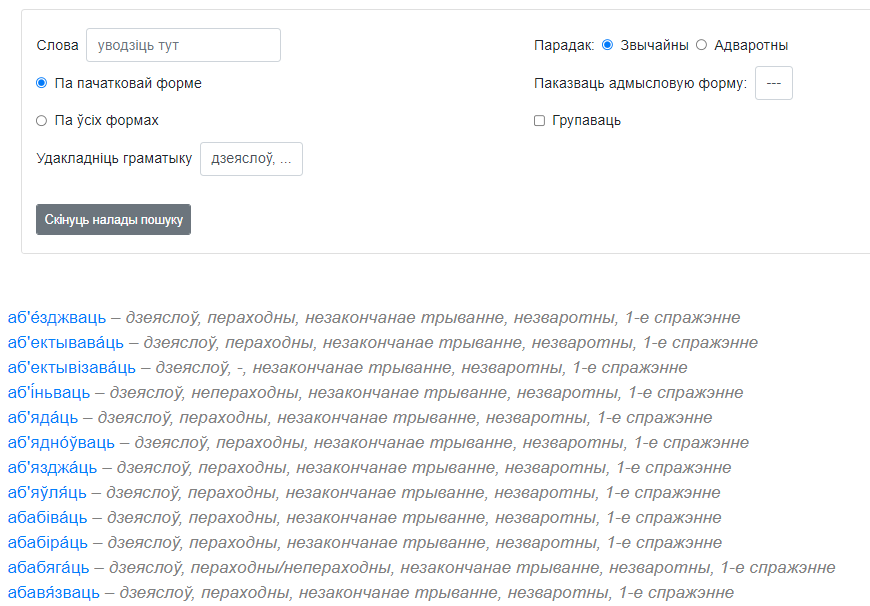 Слова уводзіць тут Парадак: Звычайны Адваротны
Па пачатковай форме Паказваць адмысловую форму: ---
Па ўсіх формах Групаваць
Удакладніць граматыку дзеяслоў, ...
Скінуць налады пошуку
аб'е́зджваць – дзеяслоў, пераходны, незакончанае трыванне, незваротны, 1-е спражэнне
аб'ектывава́ць – дзеяслоў, пераходны, незакончанае трыванне, незваротны, 1-е спражэнне
аб'ектывізава́ць – дзеяслоў, -, незакончанае трыванне, незваротны, 1-е спражэнне
аб'і́ньваць – дзеяслоў, непераходны, незакончанае трыванне, незваротны, 1-е спражэнне
аб'яда́ць – дзеяслоў, пераходны, незакончанае трыванне, незваротны, 1-е спражэнне
аб'ядно́ўваць – дзеяслоў, пераходны, незакончанае трыванне, незваротны, 1-е спражэнне
аб'язджа́ць – дзеяслоў, пераходны, незакончанае трыванне, незваротны, 1-е спражэнне
аб'яўля́ць – дзеяслоў, пераходны, незакончанае трыванне, незваротны, 1-е спражэнне
абабіва́ць – дзеяслоў, пераходны, незакончанае трыванне, незваротны, 1-е спражэнне
абабіра́ць – дзеяслоў, пераходны, незакончанае трыванне, незваротны, 1-е спражэнне
абабяга́ць – дзеяслоў, пераходны/непераходны, незакончанае трыванне, незваротны, 1-е спражэнне
абавя́зваць – дзеяслоў, пераходны, незакончанае трыванне, незваротны, 1-е спражэнне